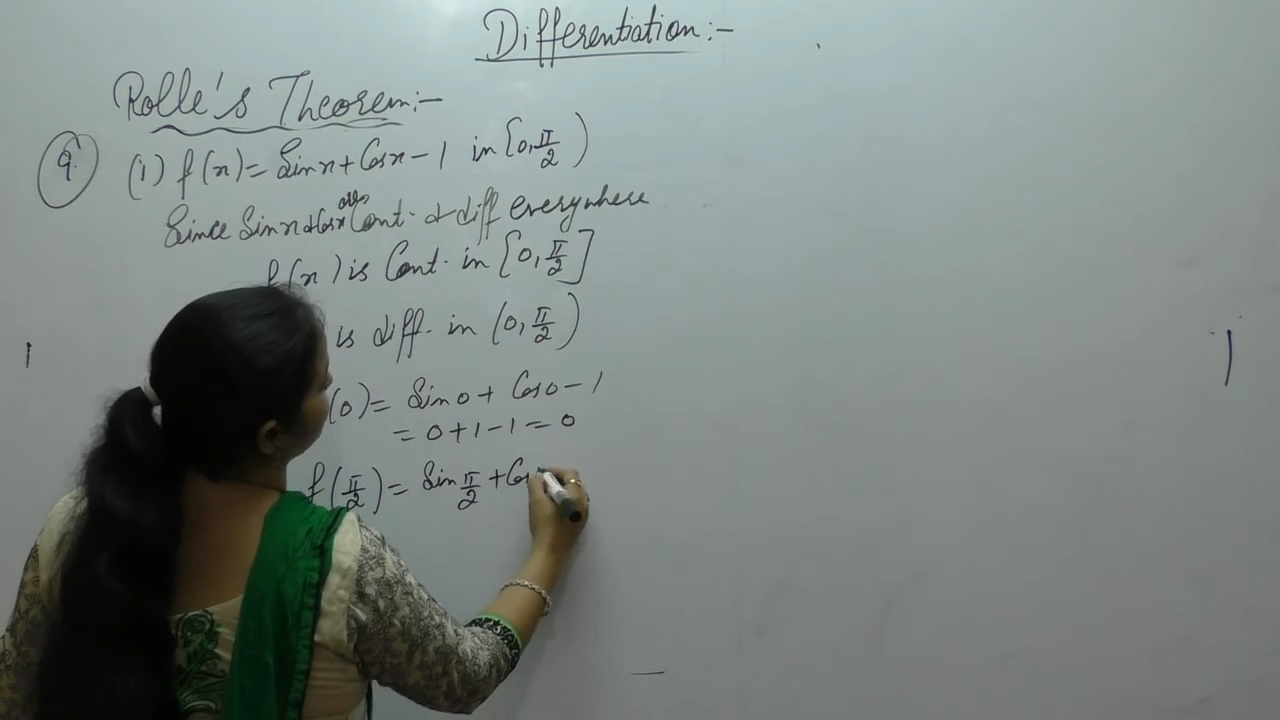 Differentiation:-
Rolle's Theorem:-
Q. (1) f(x) = Sinx + Cosx - 1 in [0, π/2)
Since Sinx & Cosx are Cont. & diff everywhere
f(x) is Cont. in [0, π/2]
is diff. in (0, π/2)
(0) = Sin0 + Cos0 - 1
= 0 + 1 - 1 = 0
f(π/2) = Sin π/2 + Cos